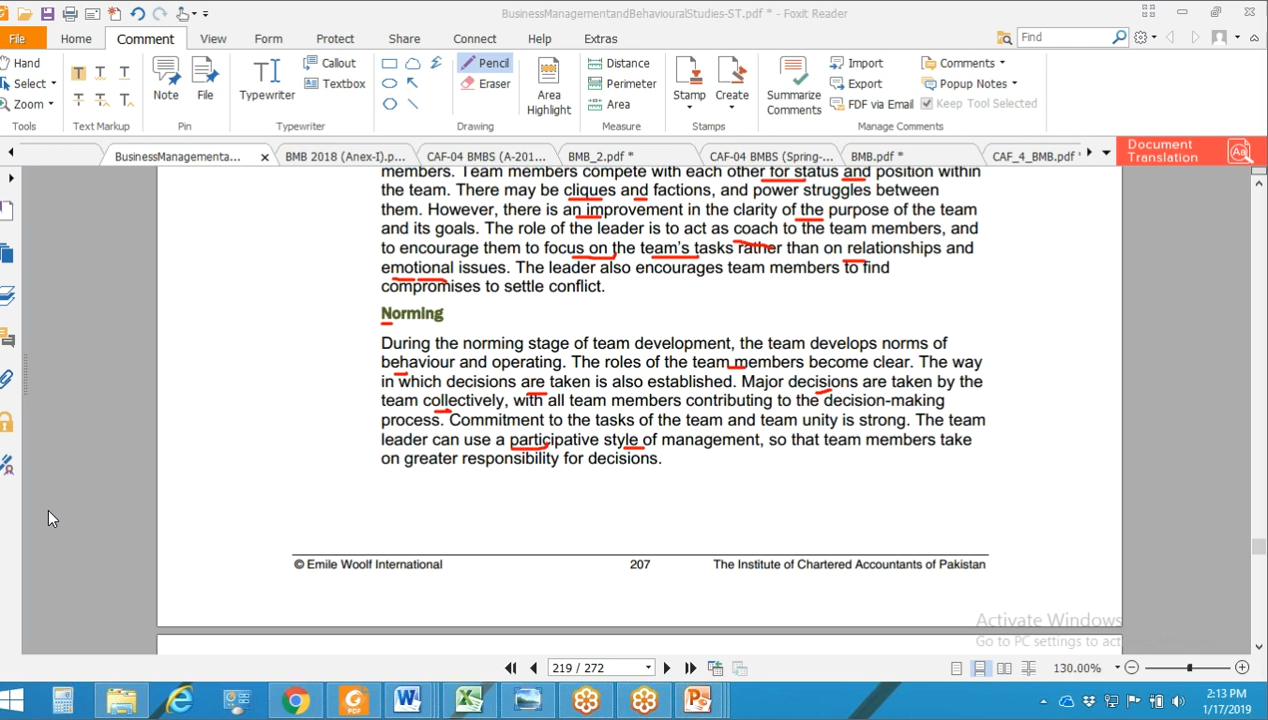 BusinessManagementandBehaviouralStudies-ST.pdf * - Foxit Reader
File Home Comment View Form Protect Share Connect Help Extras Find
Hand Callout Pencil Distance Import Comments
Select Textbox Eraser Perimeter Export Popup Notes
Zoom Note File Typewriter Area Highlight Area Stamp Create Summarize Comments FDF via Email Keep Tool Selected
Tools Text Markup Pin Typewriter Drawing Measure Stamps Manage Comments
BusinessManagementa... BMB 2018 (Anex-I).p... CAF-04 BMBS (A-201... BMB_2.pdf * CAF-04 BMBS (Spring-... BMB.pdf * CAF_4_BMB.pdf
Document
Translation
members. Team members compete with each other for status and position within
the team. There may be cliques and factions, and power struggles between
them. However, there is an improvement in the clarity of the purpose of the team
and its goals. The role of the leader is to act as coach to the team members, and
to encourage them to focus on the team's tasks rather than on relationships and
emotional issues. The leader also encourages team members to find
compromises to settle conflict.
Norming
During the norming stage of team development, the team develops norms of
behaviour and operating. The roles of the team members become clear. The way
in which decisions are taken is also established. Major decisions are taken by the
team collectively, with all team members contributing to the decision-making
process. Commitment to the tasks of the team and team unity is strong. The team
leader can use a participative style of management, so that team members take
on greater responsibility for decisions.
© Emile Woolf International 207 The Institute of Chartered Accountants of Pakistan
Activate Windows
Go to PC settings to
219 / 272 130.00%
2:13 PM
1/17/2019